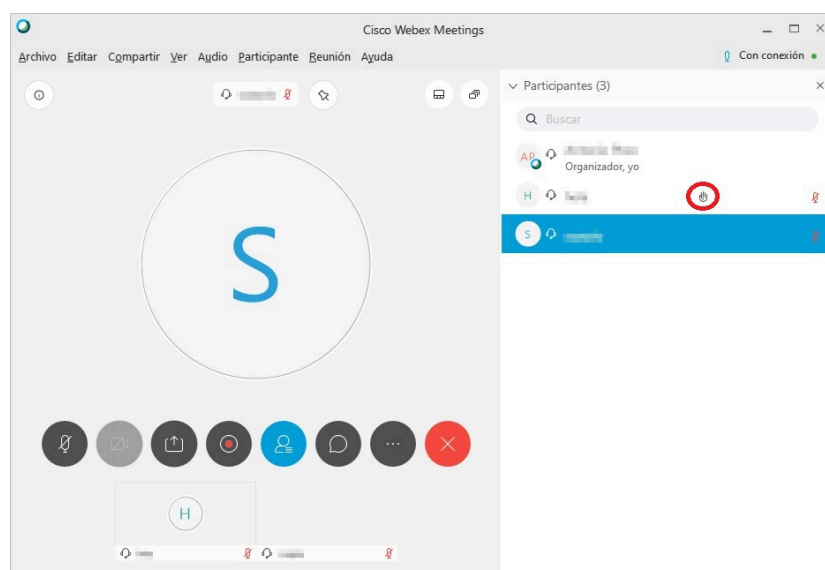 Cisco Webex Meetings
Archivo Editar Compartir Ver Audio Participante Reunión Ayuda
Con conexión
Participantes (3)
Buscar
AP
Organizador, yo
H
S
S
H